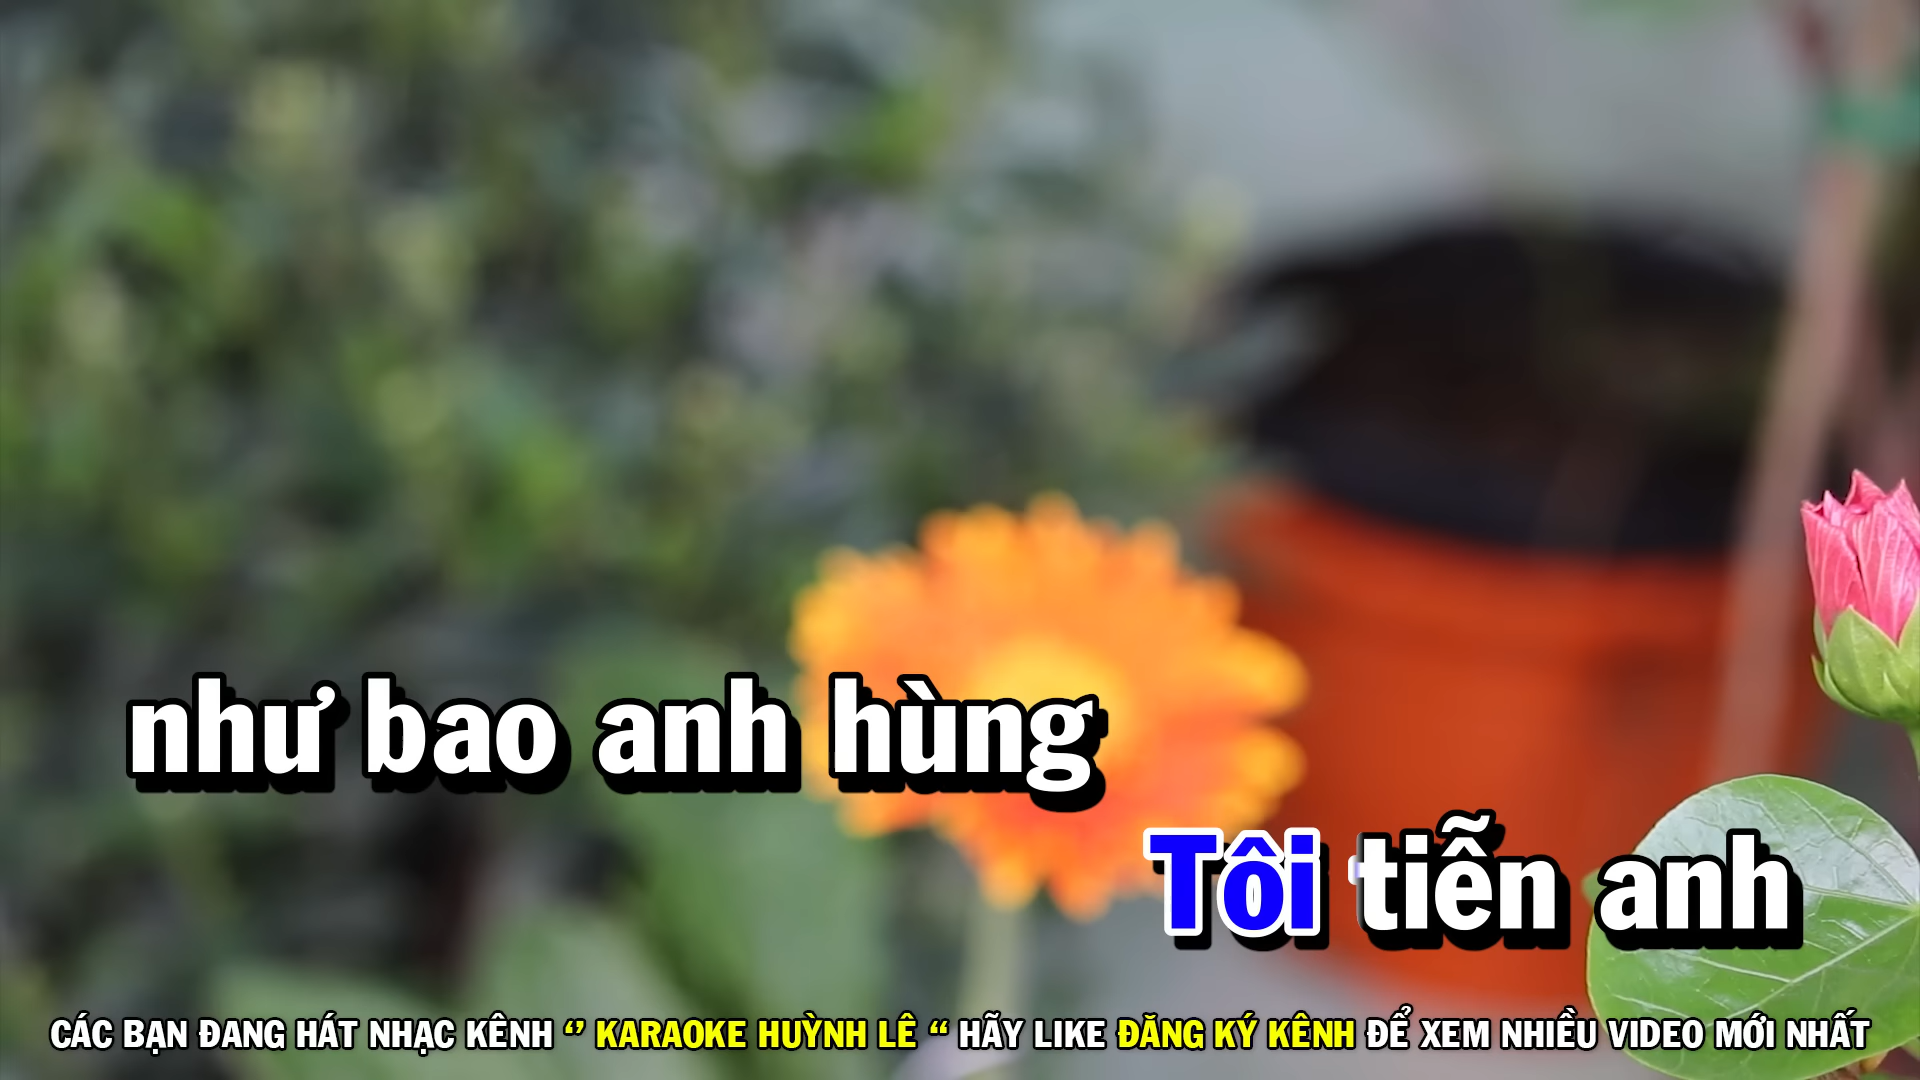 như bao anh hùng
Tôi tiễn anh
CÁC BẠN ĐANG HÁT NHẠC KÊNH ‘’ KARAOKE HUỲNH LÊ “ HÃY LIKE ĐĂNG KÝ KÊNH ĐỂ XEM NHIỀU VIDEO MỚI NHẤT